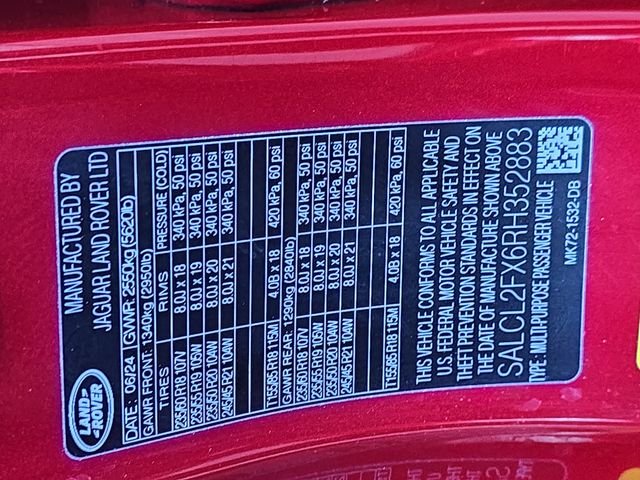 LAND
ROVER
MANUFACTURED BY
JAGUAR LAND ROVER LTD
DATE: 06/24 GVWR: 2550kg (5620lb)
GAWR FRONT: 1340kg (2950lb)
TIRES RIMS PRESSURE (COLD)
235/60 R18 107V 8.0J x 18 340 kPa, 50 psi
235/55 R19 105W 8.0J x 19 340 kPa, 50 psi
235/50 R20 104W 8.0J x 20 340 kPa, 50 psi
245/45 R21 104W 8.0J x 21 340 kPa, 50 psi
T155/85 R18 115M 4.0B x 18 420 kPa, 60 psi
GAWR REAR: 1290kg (2840lb)
235/60 R18 107V 8.0J x 18 340 kPa, 50 psi
235/55 R19 105W 8.0J x 19 340 kPa, 50 psi
235/50 R20 104W 8.0J x 20 340 kPa, 50 psi
245/45 R21 104W 8.0J x 21 340 kPa, 50 psi
T155/85 R18 115M 4.0B x 18 420 kPa, 60 psi
THIS VEHICLE CONFORMS TO ALL APPLICABLE
U.S. FEDERAL MOTOR VEHICLE SAFETY AND
THEFT PREVENTION STANDARDS IN EFFECT ON
THE DATE OF MANUFACTURE SHOWN ABOVE
SALCL2FX6RH352883
TYPE: MULTI-PURPOSE PASSENGER VEHICLE
MK72-1532-DB